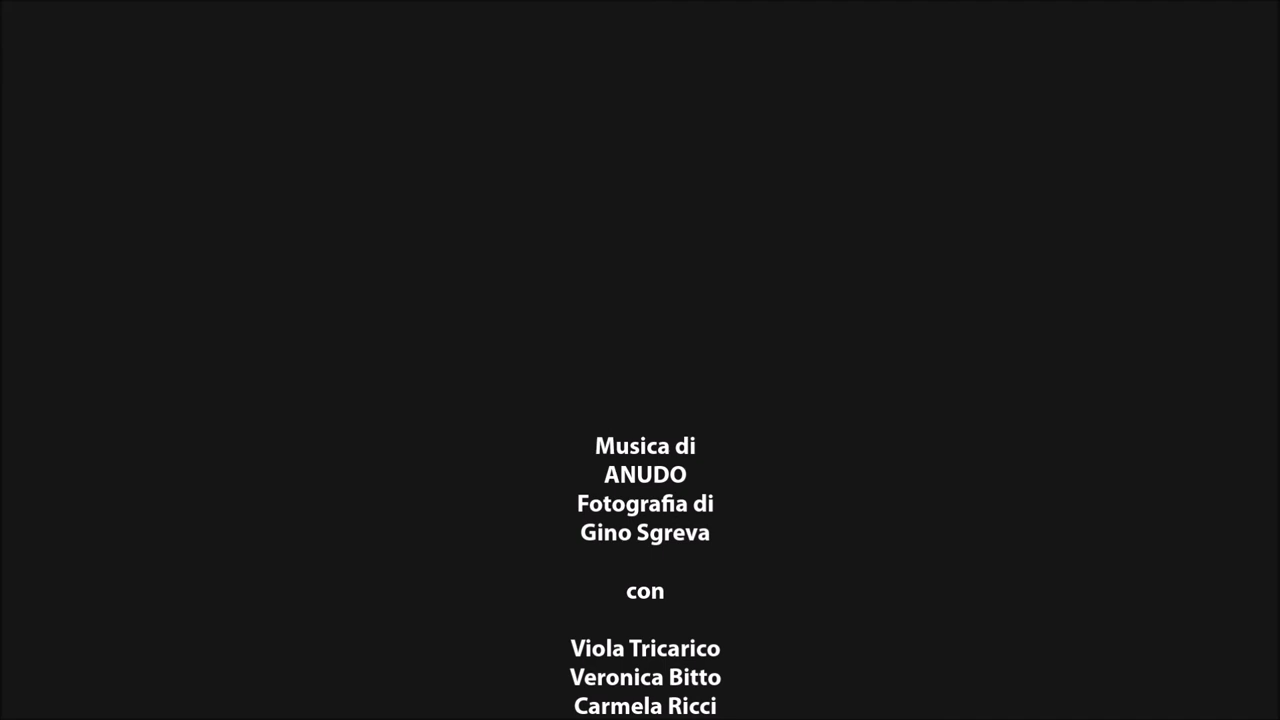 Musica di
ANUDO
Fotografia di
Gino Sgreva
con
Viola Tricarico
Veronica Bitto
Carmela Ricci